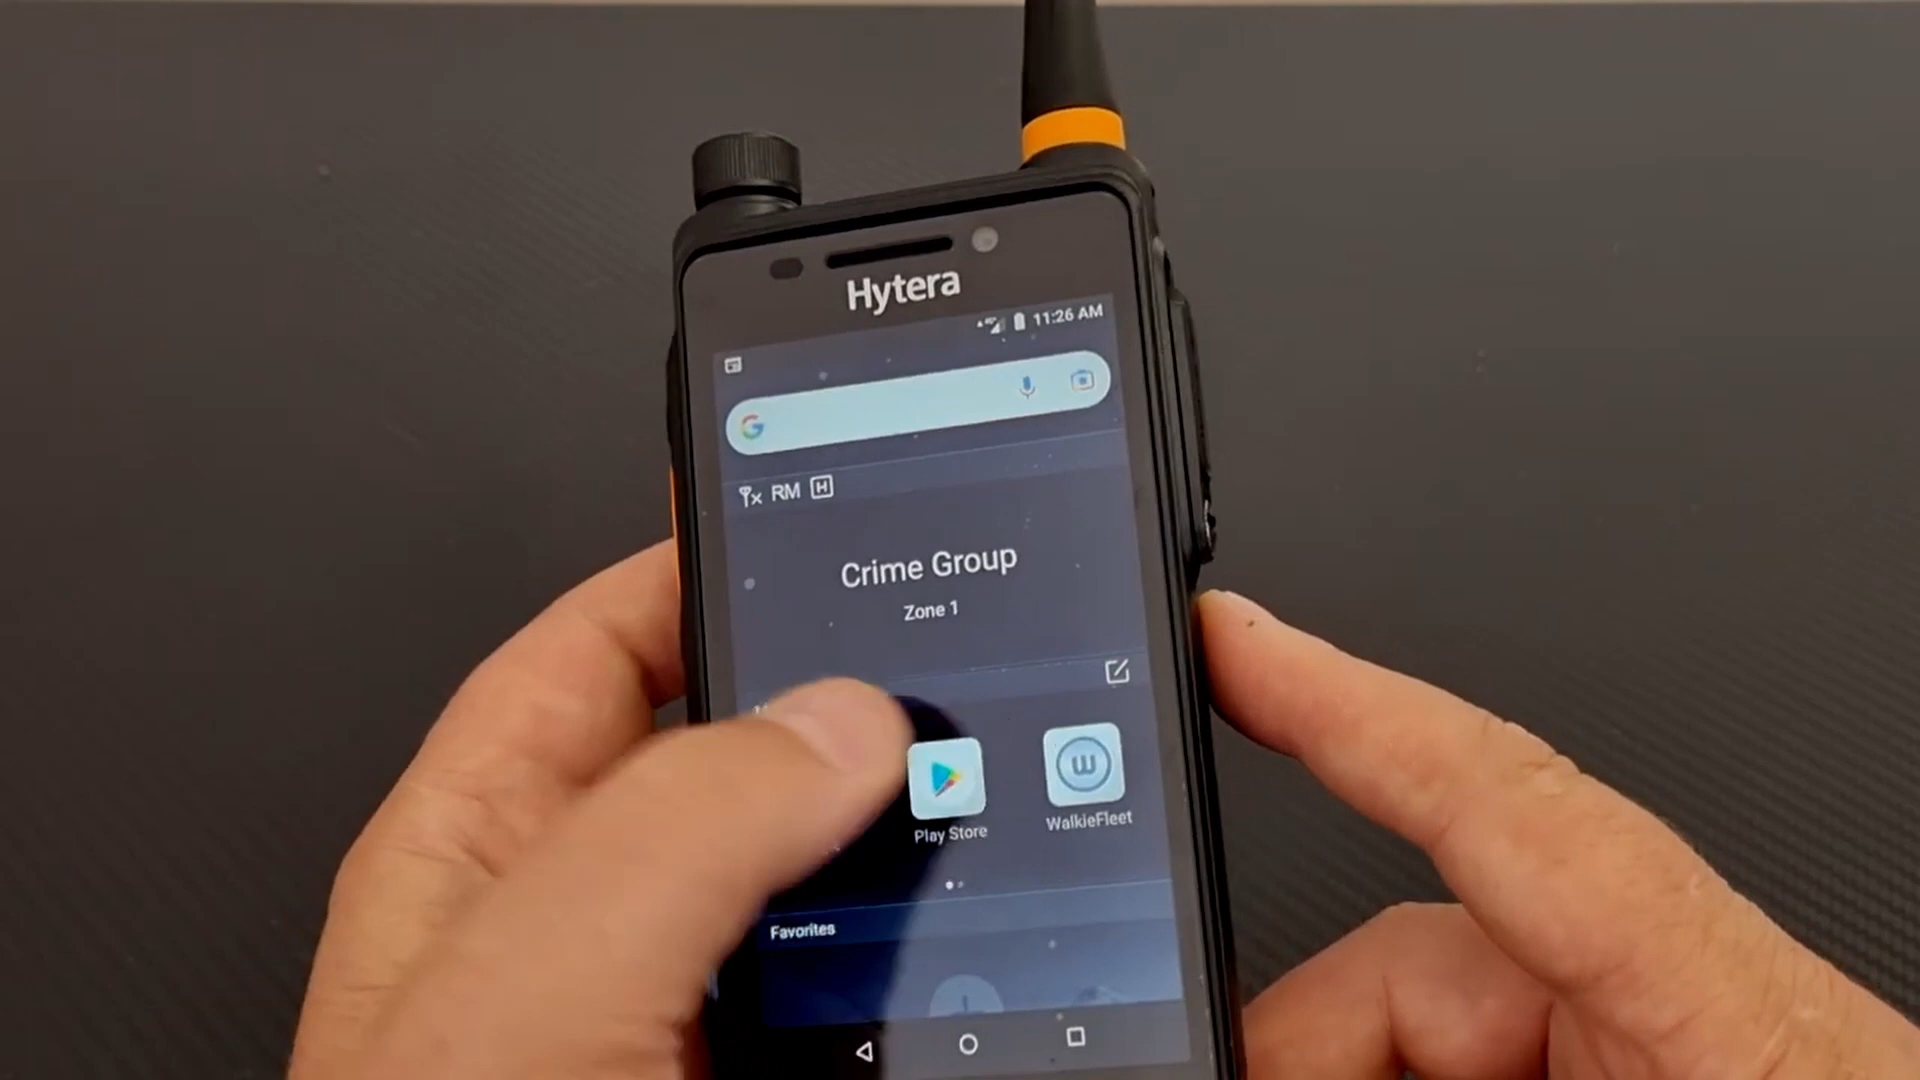 Hytera
11:26 AM
RM H
Crime Group
Zone 1
Play Store
WalkieFleet
Favorites